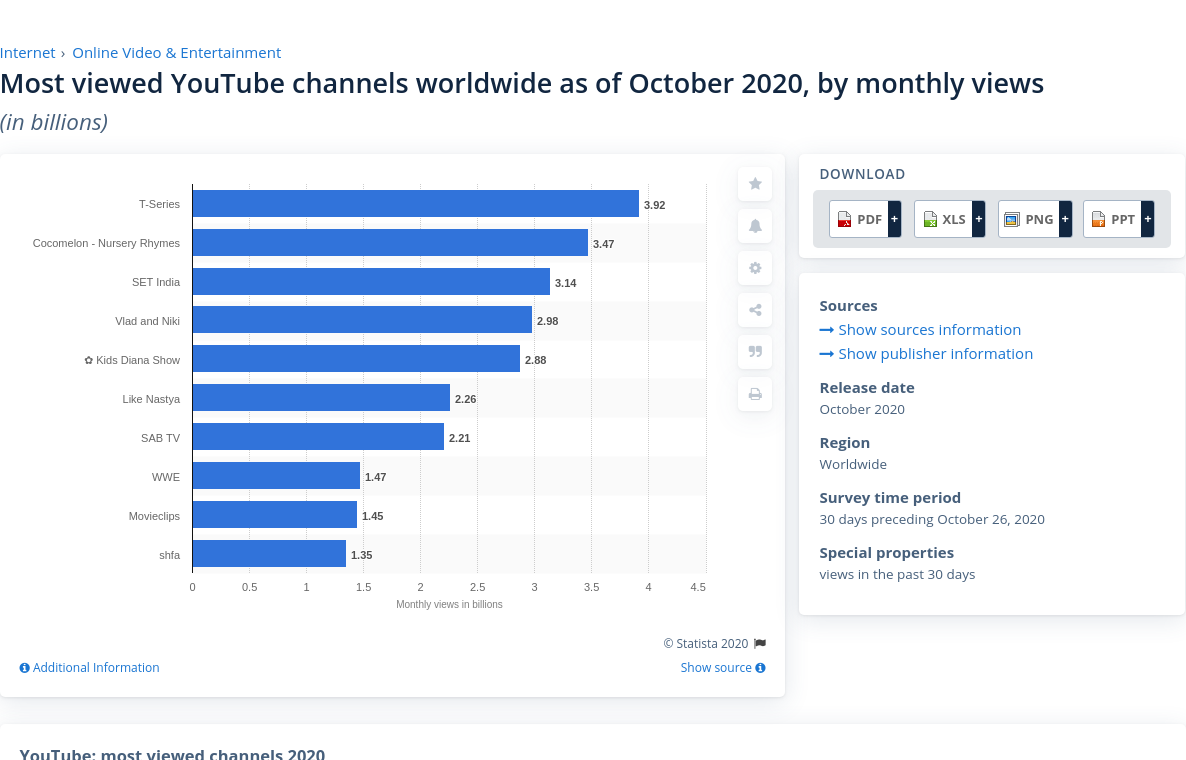 Internet › Online Video & Entertainment
Most viewed YouTube channels worldwide as of October 2020, by monthly views
(in billions)
T-Series 3.92
Cocomelon - Nursery Rhymes 3.47
SET India 3.14
Vlad and Niki 2.98
✿ Kids Diana Show 2.88
Like Nastya 2.26
SAB TV 2.21
WWE 1.47
Movieclips 1.45
shfa 1.35
0 0.5 1 1.5 2 2.5 3 3.5 4 4.5
Monthly views in billions
© Statista 2020
Additional Information
Show source
DOWNLOAD
PDF + XLS + PNG + PPT +
Sources
Show sources information
Show publisher information
Release date
October 2020
Region
Worldwide
Survey time period
30 days preceding October 26, 2020
Special properties
views in the past 30 days
YouTube: most viewed channels 2020